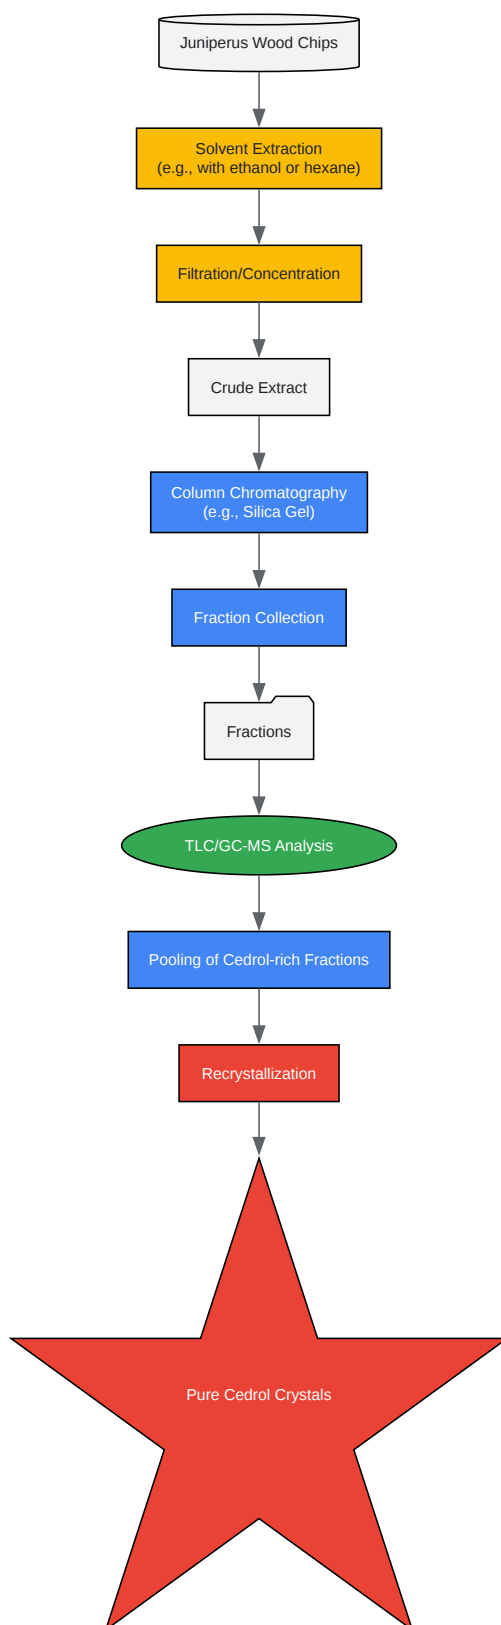 Juniperus Wood Chips
Solvent Extraction
(e.g., with ethanol or hexane)
Filtration/Concentration
Crude Extract
Column Chromatography
(e.g., Silica Gel)
Fraction Collection
Fractions
TLC/GC-MS Analysis
Pooling of Cedrol-rich Fractions
Recrystallization
Pure Cedrol Crystals